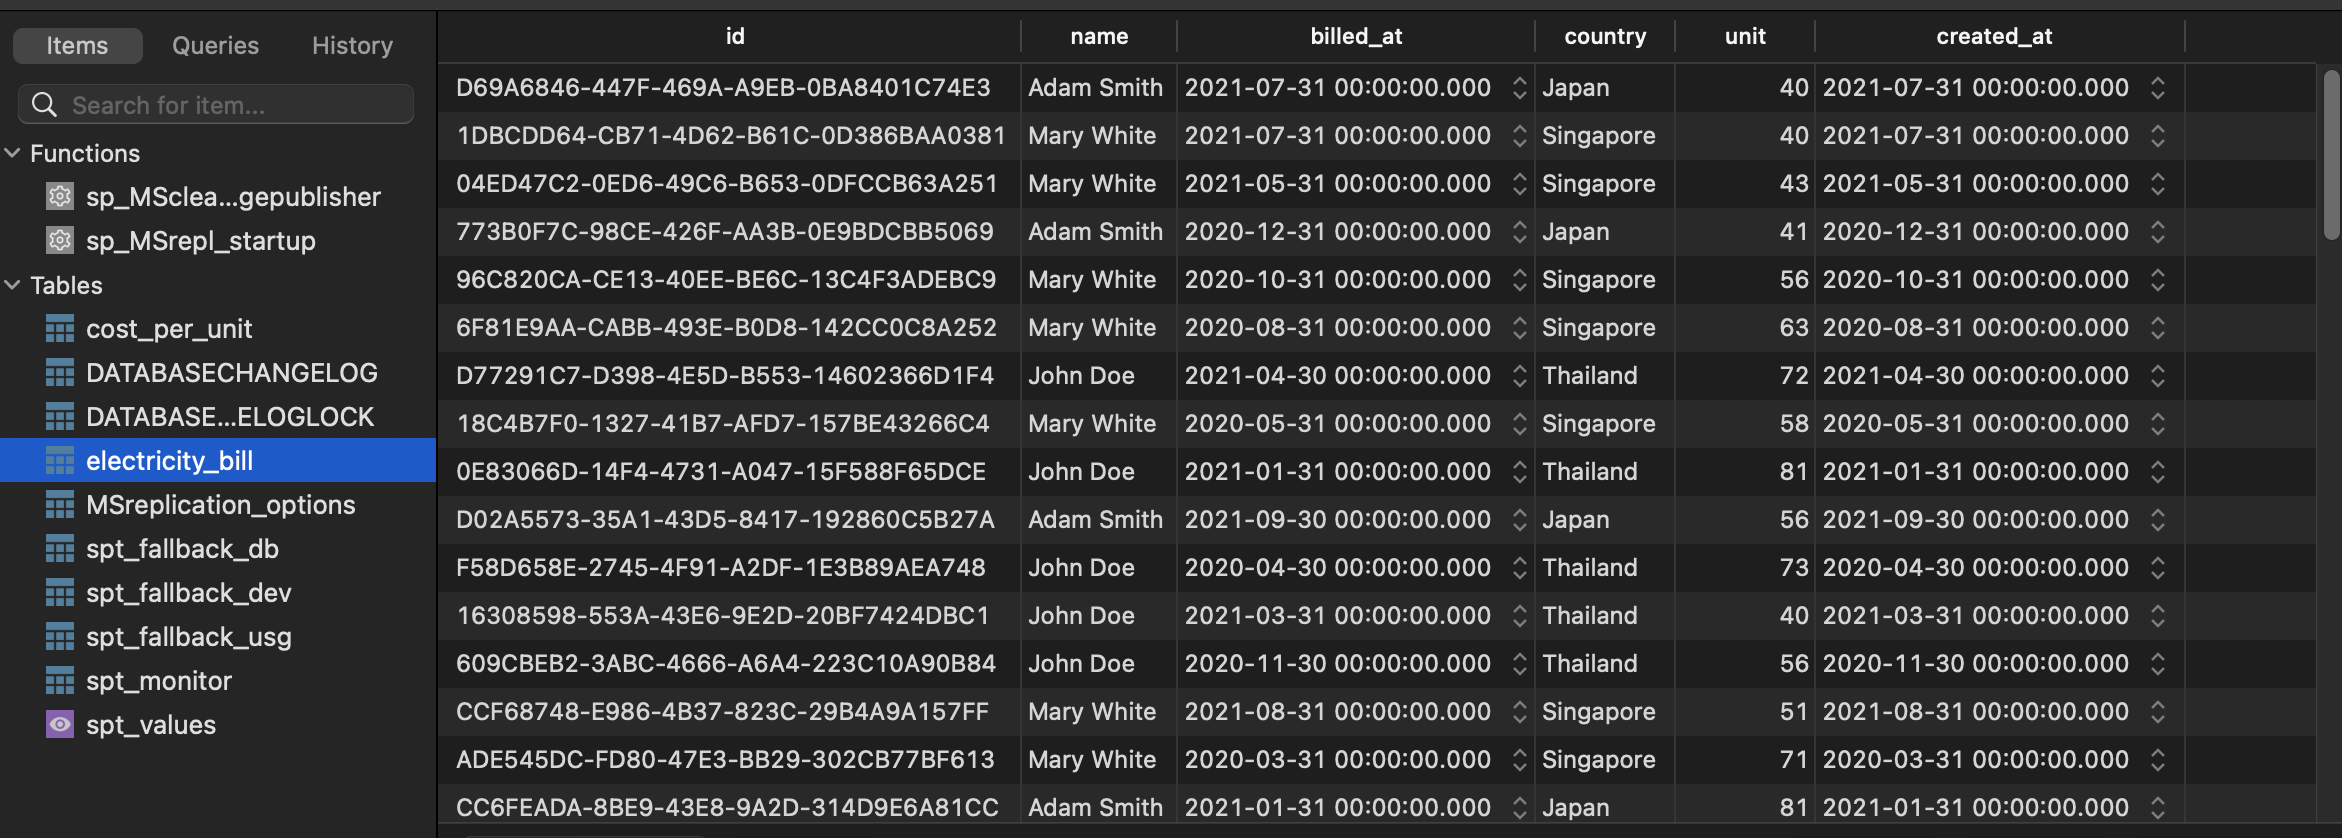 Items Queries History
Search for item...
Functions
sp_MSclea...gepublisher
sp_MSrepl_startup
Tables
cost_per_unit
DATABASECHANGELOG
DATABASE...ELOGLOCK
electricity_bill
MSreplication_options
spt_fallback_db
spt_fallback_dev
spt_fallback_usg
spt_monitor
spt_values
id name billed_at country unit created_at
D69A6846-447F-469A-A9EB-0BA8401C74E3 Adam Smith 2021-07-31 00:00:00.000 Japan 40 2021-07-31 00:00:00.000
1DBCDD64-CB71-4D62-B61C-0D386BAA0381 Mary White 2021-07-31 00:00:00.000 Singapore 40 2021-07-31 00:00:00.000
04ED47C2-0ED6-49C6-B653-0DFCCB63A251 Mary White 2021-05-31 00:00:00.000 Singapore 43 2021-05-31 00:00:00.000
773B0F7C-98CE-426F-AA3B-0E9BDCBB5069 Adam Smith 2020-12-31 00:00:00.000 Japan 41 2020-12-31 00:00:00.000
96C820CA-CE13-40EE-BE6C-13C4F3ADEBC9 Mary White 2020-10-31 00:00:00.000 Singapore 56 2020-10-31 00:00:00.000
6F81E9AA-CABB-493E-B0D8-142CC0C8A252 Mary White 2020-08-31 00:00:00.000 Singapore 63 2020-08-31 00:00:00.000
D77291C7-D398-4E5D-B553-14602366D1F4 John Doe 2021-04-30 00:00:00.000 Thailand 72 2021-04-30 00:00:00.000
18C4B7F0-1327-41B7-AFD7-157BE43266C4 Mary White 2020-05-31 00:00:00.000 Singapore 58 2020-05-31 00:00:00.000
0E83066D-14F4-4731-A047-15F588F65DCE John Doe 2021-01-31 00:00:00.000 Thailand 81 2021-01-31 00:00:00.000
D02A5573-35A1-43D5-8417-192860C5B27A Adam Smith 2021-09-30 00:00:00.000 Japan 56 2021-09-30 00:00:00.000
F58D658E-2745-4F91-A2DF-1E3B89AEA748 John Doe 2020-04-30 00:00:00.000 Thailand 73 2020-04-30 00:00:00.000
16308598-553A-43E6-9E2D-20BF7424DBC1 John Doe 2021-03-31 00:00:00.000 Thailand 40 2021-03-31 00:00:00.000
609CBEB2-3ABC-4666-A6A4-223C10A90B84 John Doe 2020-11-30 00:00:00.000 Thailand 56 2020-11-30 00:00:00.000
CCF68748-E986-4B37-823C-29B4A9A157FF Mary White 2021-08-31 00:00:00.000 Singapore 51 2021-08-31 00:00:00.000
ADE545DC-FD80-47E3-BB29-302CB77BF613 Mary White 2020-03-31 00:00:00.000 Singapore 71 2020-03-31 00:00:00.000
CC6FEADA-8BE9-43E8-9A2D-314D9E6A81CC Adam Smith 2021-01-31 00:00:00.000 Japan 81 2021-01-31 00:00:00.000